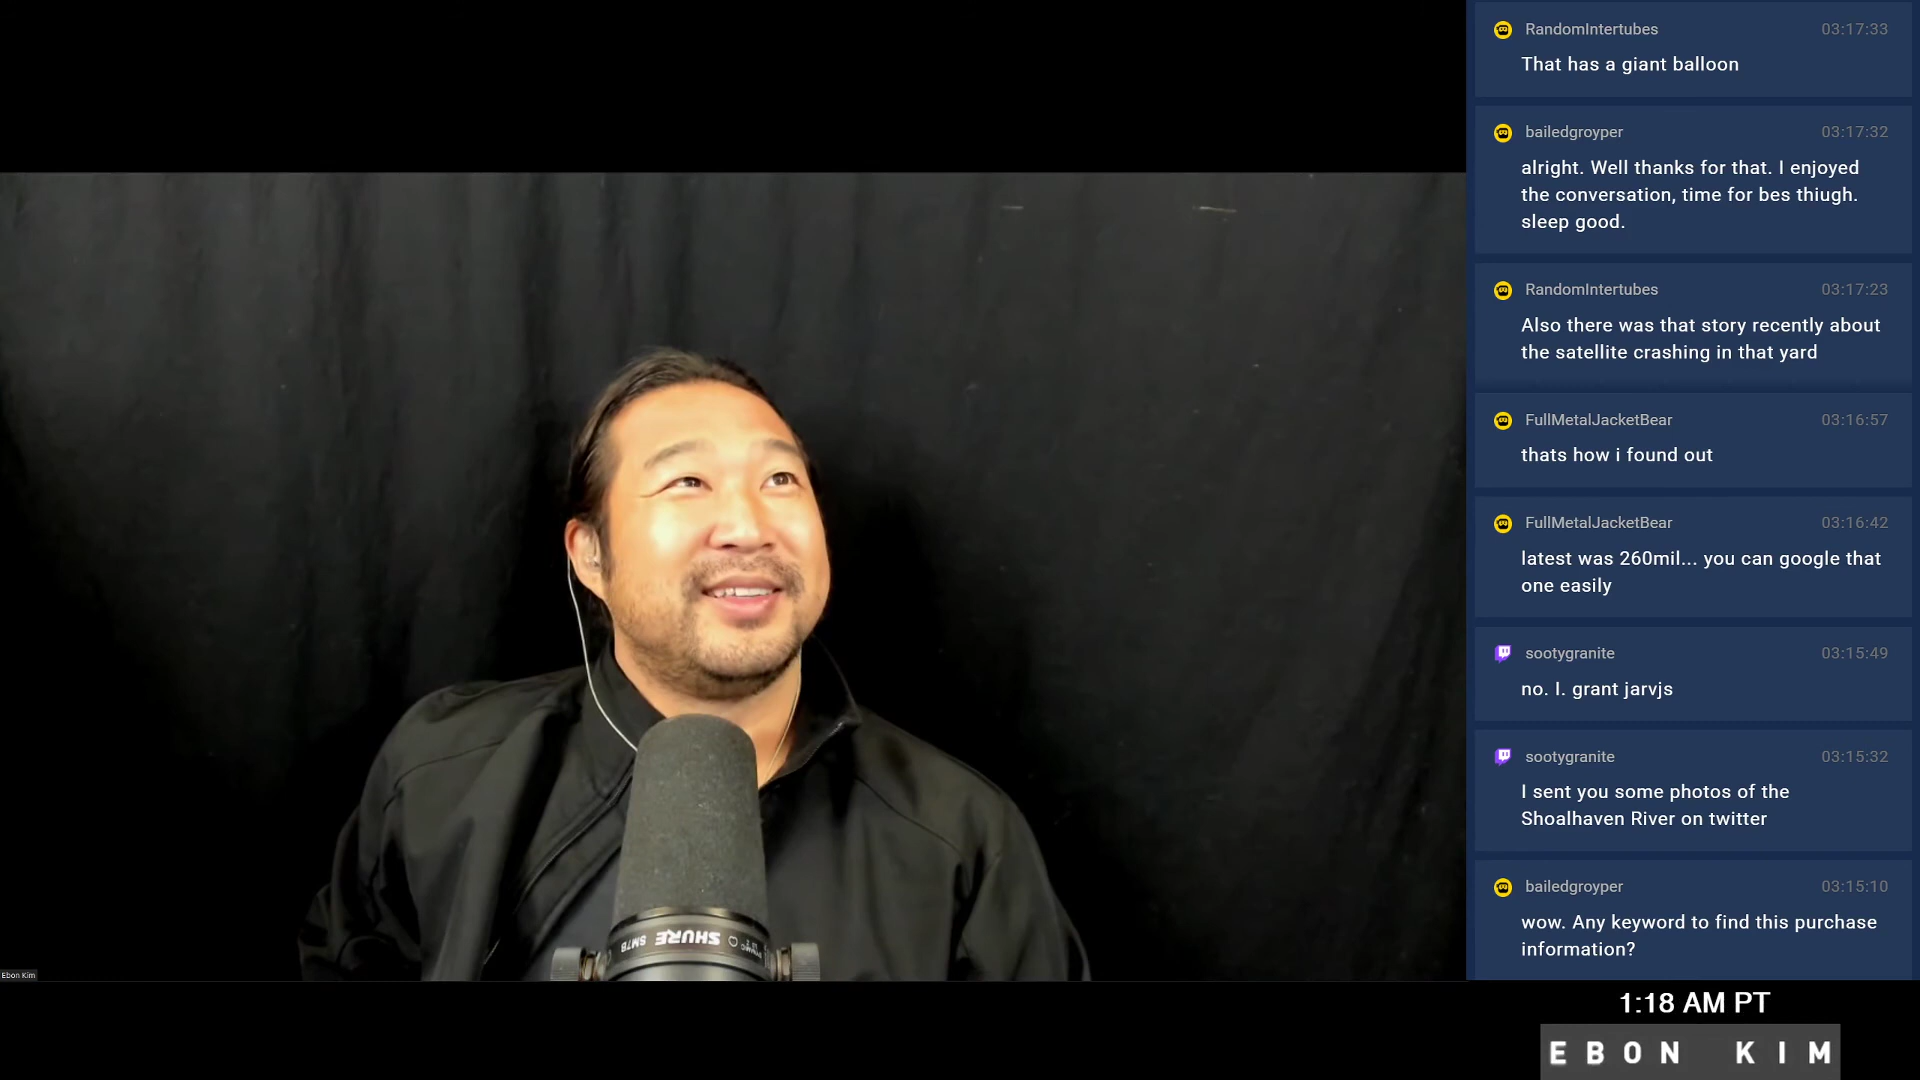 RandomIntertubes 03:17:33
That has a giant balloon
bailedgroyper 03:17:32
alright. Well thanks for that. I enjoyed
the conversation, time for bes thiugh.
sleep good.
RandomIntertubes 03:17:23
Also there was that story recently about
the satellite crashing in that yard
FullMetalJacketBear 03:16:57
thats how i found out
FullMetalJacketBear 03:16:42
latest was 260mil... you can google that
one easily
sootygranite 03:15:49
no. I. grant jarvjs
sootygranite 03:15:32
I sent you some photos of the
Shoalhaven River on twitter
bailedgroyper 03:15:10
wow. Any keyword to find this purchase
information?
SHURE SM7B
Ebon Kim
1:18 AM PT
EBON KIM